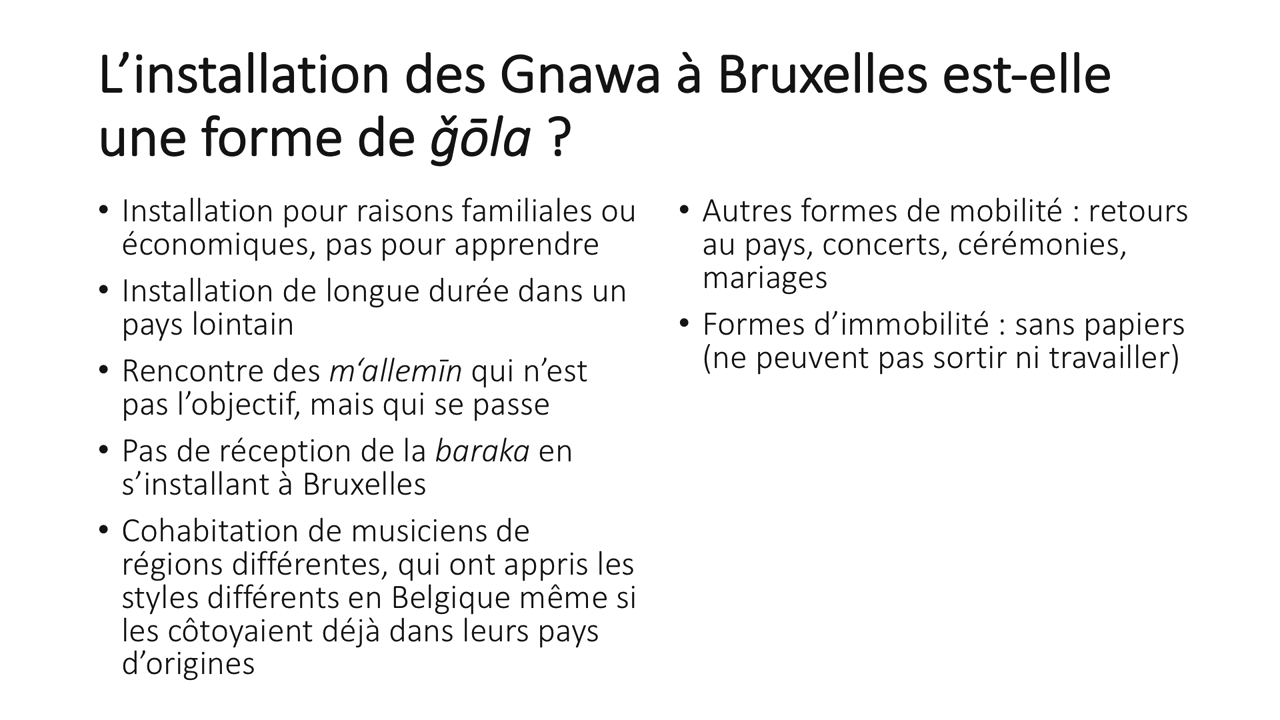 L’installation des Gnawa à Bruxelles est-elle
une forme de ǧōla ?
• Installation pour raisons familiales ou
économiques, pas pour apprendre
• Installation de longue durée dans un
pays lointain
• Rencontre des m‘allemīn qui n’est
pas l’objectif, mais qui se passe
• Pas de réception de la baraka en
s’installant à Bruxelles
• Cohabitation de musiciens de
régions différentes, qui ont appris les
styles différents en Belgique même si
les côtoyaient déjà dans leurs pays
d’origines
• Autres formes de mobilité : retours
au pays, concerts, cérémonies,
mariages
• Formes d’immobilité : sans papiers
(ne peuvent pas sortir ni travailler)